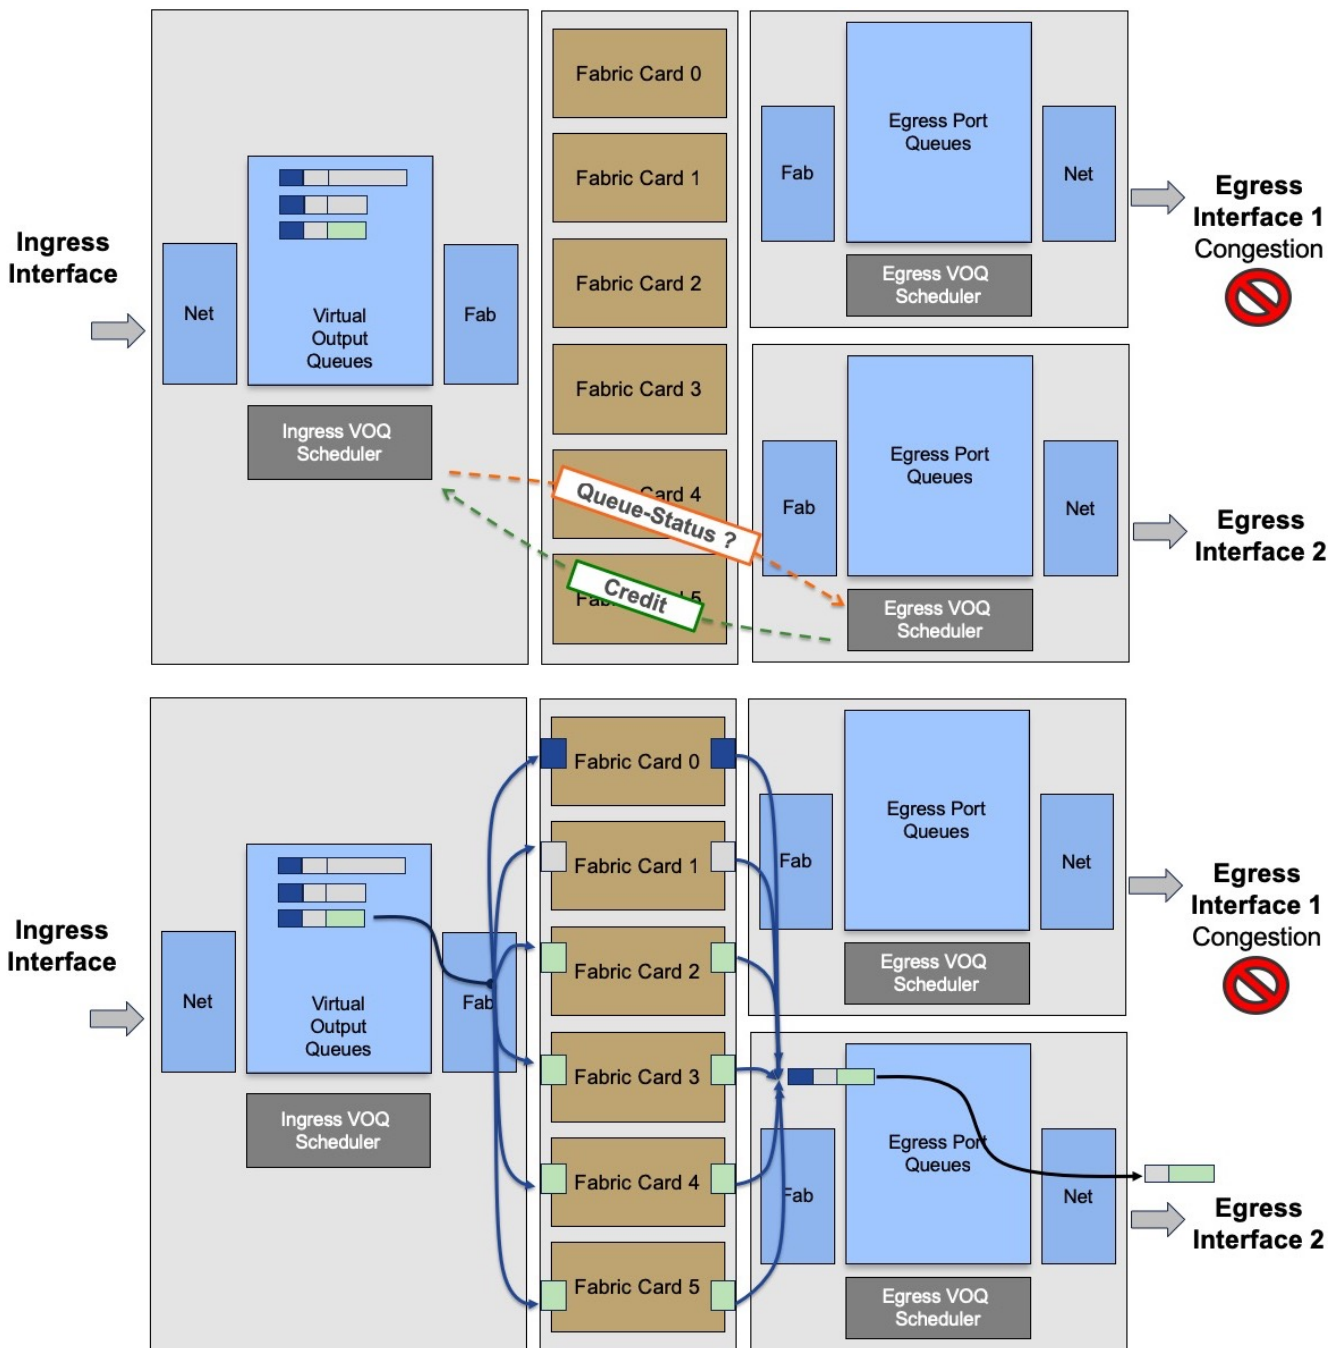 Ingress
Interface
Net
Virtual
Output
Queues
Fab
Ingress VOQ
Scheduler
Fabric Card 0
Fabric Card 1
Fabric Card 2
Fabric Card 3
Card 4
Queue-Status ?
Fab 5
Credit
Fab
Egress Port
Queues
Net
Egress VOQ
Scheduler
Egress
Interface 1
Congestion
Fab
Egress Port
Queues
Net
Egress VOQ
Scheduler
Egress
Interface 2
Ingress
Interface
Net
Virtual
Output
Queues
Fab
Ingress VOQ
Scheduler
Fabric Card 0
Fabric Card 1
Fabric Card 2
Fabric Card 3
Fabric Card 4
Fabric Card 5
Fab
Egress Port
Queues
Net
Egress VOQ
Scheduler
Egress
Interface 1
Congestion
Fab
Egress Port
Queues
Net
Egress VOQ
Scheduler
Egress
Interface 2